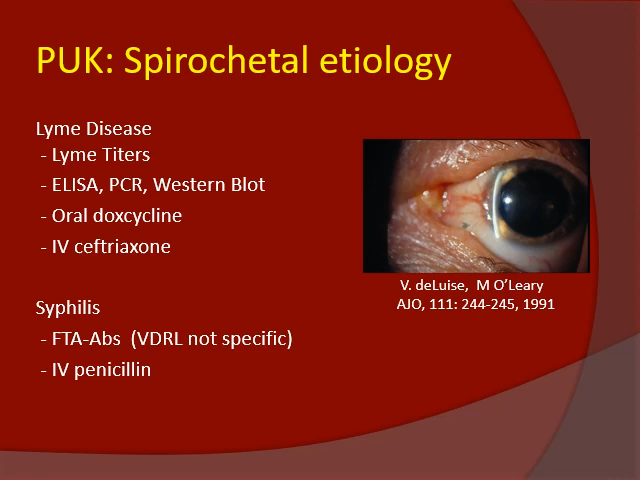 PUK: Spirochetal etiology
Lyme Disease
- Lyme Titers
- ELISA, PCR, Western Blot
- Oral doxcycline
- IV ceftriaxone
V. deLuise, M O’Leary
AJO, 111: 244-245, 1991
Syphilis
- FTA-Abs (VDRL not specific)
- IV penicillin